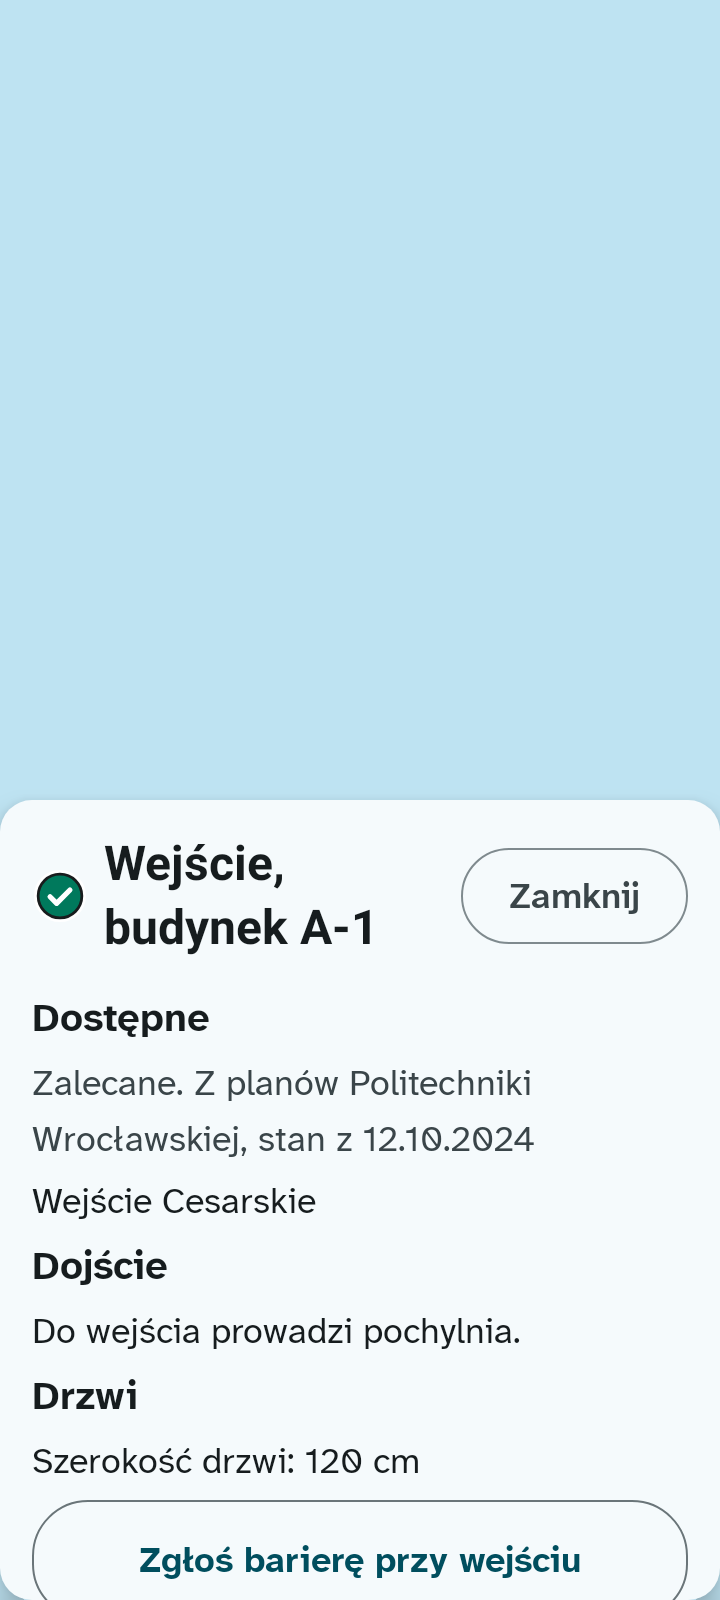 Wejście,
budynek A-1
Zamknij
Dostępne
Zalecane. Z planów Politechniki
Wrocławskiej, stan z 12.10.2024
Wejście Cesarskie
Dojście
Do wejścia prowadzi pochylnia.
Drzwi
Szerokość drzwi: 120 cm
Zgłoś barierę przy wejściu